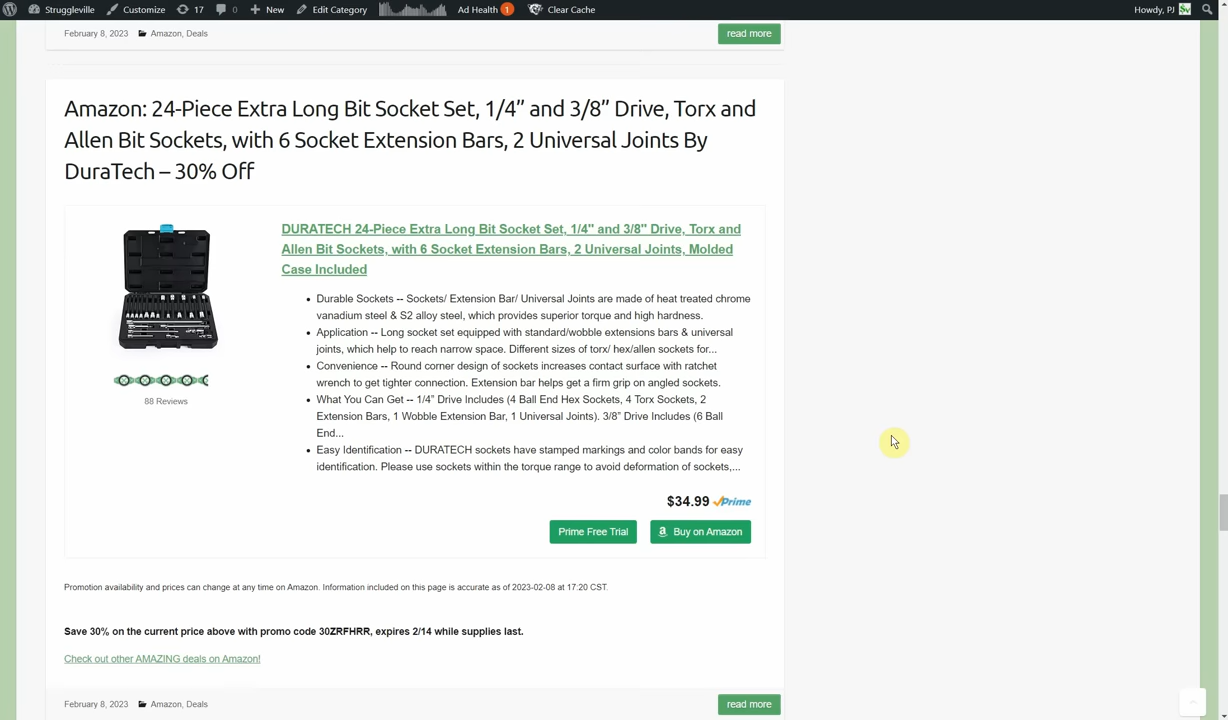 Struggleville Customize 17 0 New Edit Category Ad Health 1 Clear Cache Howdy, PJ
February 8, 2023 Amazon, Deals read more
Amazon: 24-Piece Extra Long Bit Socket Set, 1/4” and 3/8” Drive, Torx and
Allen Bit Sockets, with 6 Socket Extension Bars, 2 Universal Joints By
DuraTech – 30% Off
DURATECH 24-Piece Extra Long Bit Socket Set, 1/4" and 3/8" Drive, Torx and
Allen Bit Sockets, with 6 Socket Extension Bars, 2 Universal Joints, Molded
Case Included
• Durable Sockets -- Sockets/ Extension Bar/ Universal Joints are made of heat treated chrome
vanadium steel & S2 alloy steel, which provides superior torque and high hardness.
• Application -- Long socket set equipped with standard/wobble extensions bars & universal
joints, which help to reach narrow space. Different sizes of torx/ hex/allen sockets for...
• Convenience -- Round corner design of sockets increases contact surface with ratchet
wrench to get tighter connection. Extension bar helps get a firm grip on angled sockets.
• What You Can Get -- 1/4” Drive Includes (4 Ball End Hex Sockets, 4 Torx Sockets, 2
Extension Bars, 1 Wobble Extension Bar, 1 Universal Joints). 3/8” Drive Includes (6 Ball
End...
• Easy Identification -- DURATECH sockets have stamped markings and color bands for easy
identification. Please use sockets within the torque range to avoid deformation of sockets,...
88 Reviews
$34.99 Prime
Prime Free Trial Buy on Amazon
Promotion availability and prices can change at any time on Amazon. Information included on this page is accurate as of 2023-02-08 at 17:20 CST.
Save 30% on the current price above with promo code 30ZRFHRR, expires 2/14 while supplies last.
Check out other AMAZING deals on Amazon!
February 8, 2023 Amazon, Deals read more